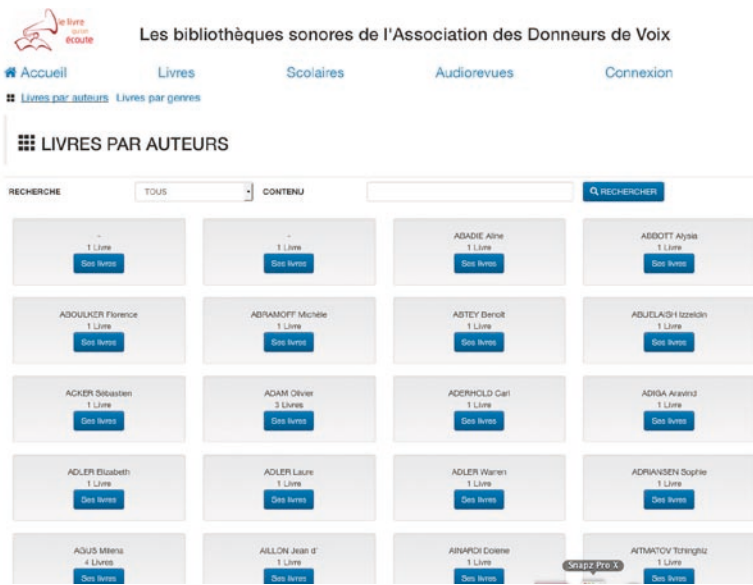 le livre
qu'on
écoute
Les bibliothèques sonores de l'Association des Donneurs de Voix
Accueil Livres Scolaires Audiorevues Connexion
Livres par auteurs Livres par genres
LIVRES PAR AUTEURS
RECHERCHE TOUS CONTENU RECHERCHER
- - ABADIE Aline ABBOTT Alysia
1 Livre 1 Livre 1 Livre 1 Livre
Ses livres Ses livres Ses livres Ses livres
ABOULKER Florence ABRAMOFF Michèle ABTEY Benoît ABUELAISH Izzeldin
1 Livre 1 Livre 1 Livre 1 Livre
Ses livres Ses livres Ses livres Ses livres
ACKER Sébastien ADAM Olivier ADERHOLD Carl ADIGA Aravind
1 Livre 3 Livres 1 Livre 1 Livre
Ses livres Ses livres Ses livres Ses livres
ADLER Elizabeth ADLER Laure ADLER Warren ADRIANSEN Sophie
1 Livre 1 Livre 1 Livre 1 Livre
Ses livres Ses livres Ses livres Ses livres
AGUS Milena AILLON Jean d' AINARDI Dolene AITMATOV Tchinghiz
4 Livres 1 Livre 1 Livre 1 Livre
Snapz Pro X
Ses livres Ses livres Ses livres Ses livres